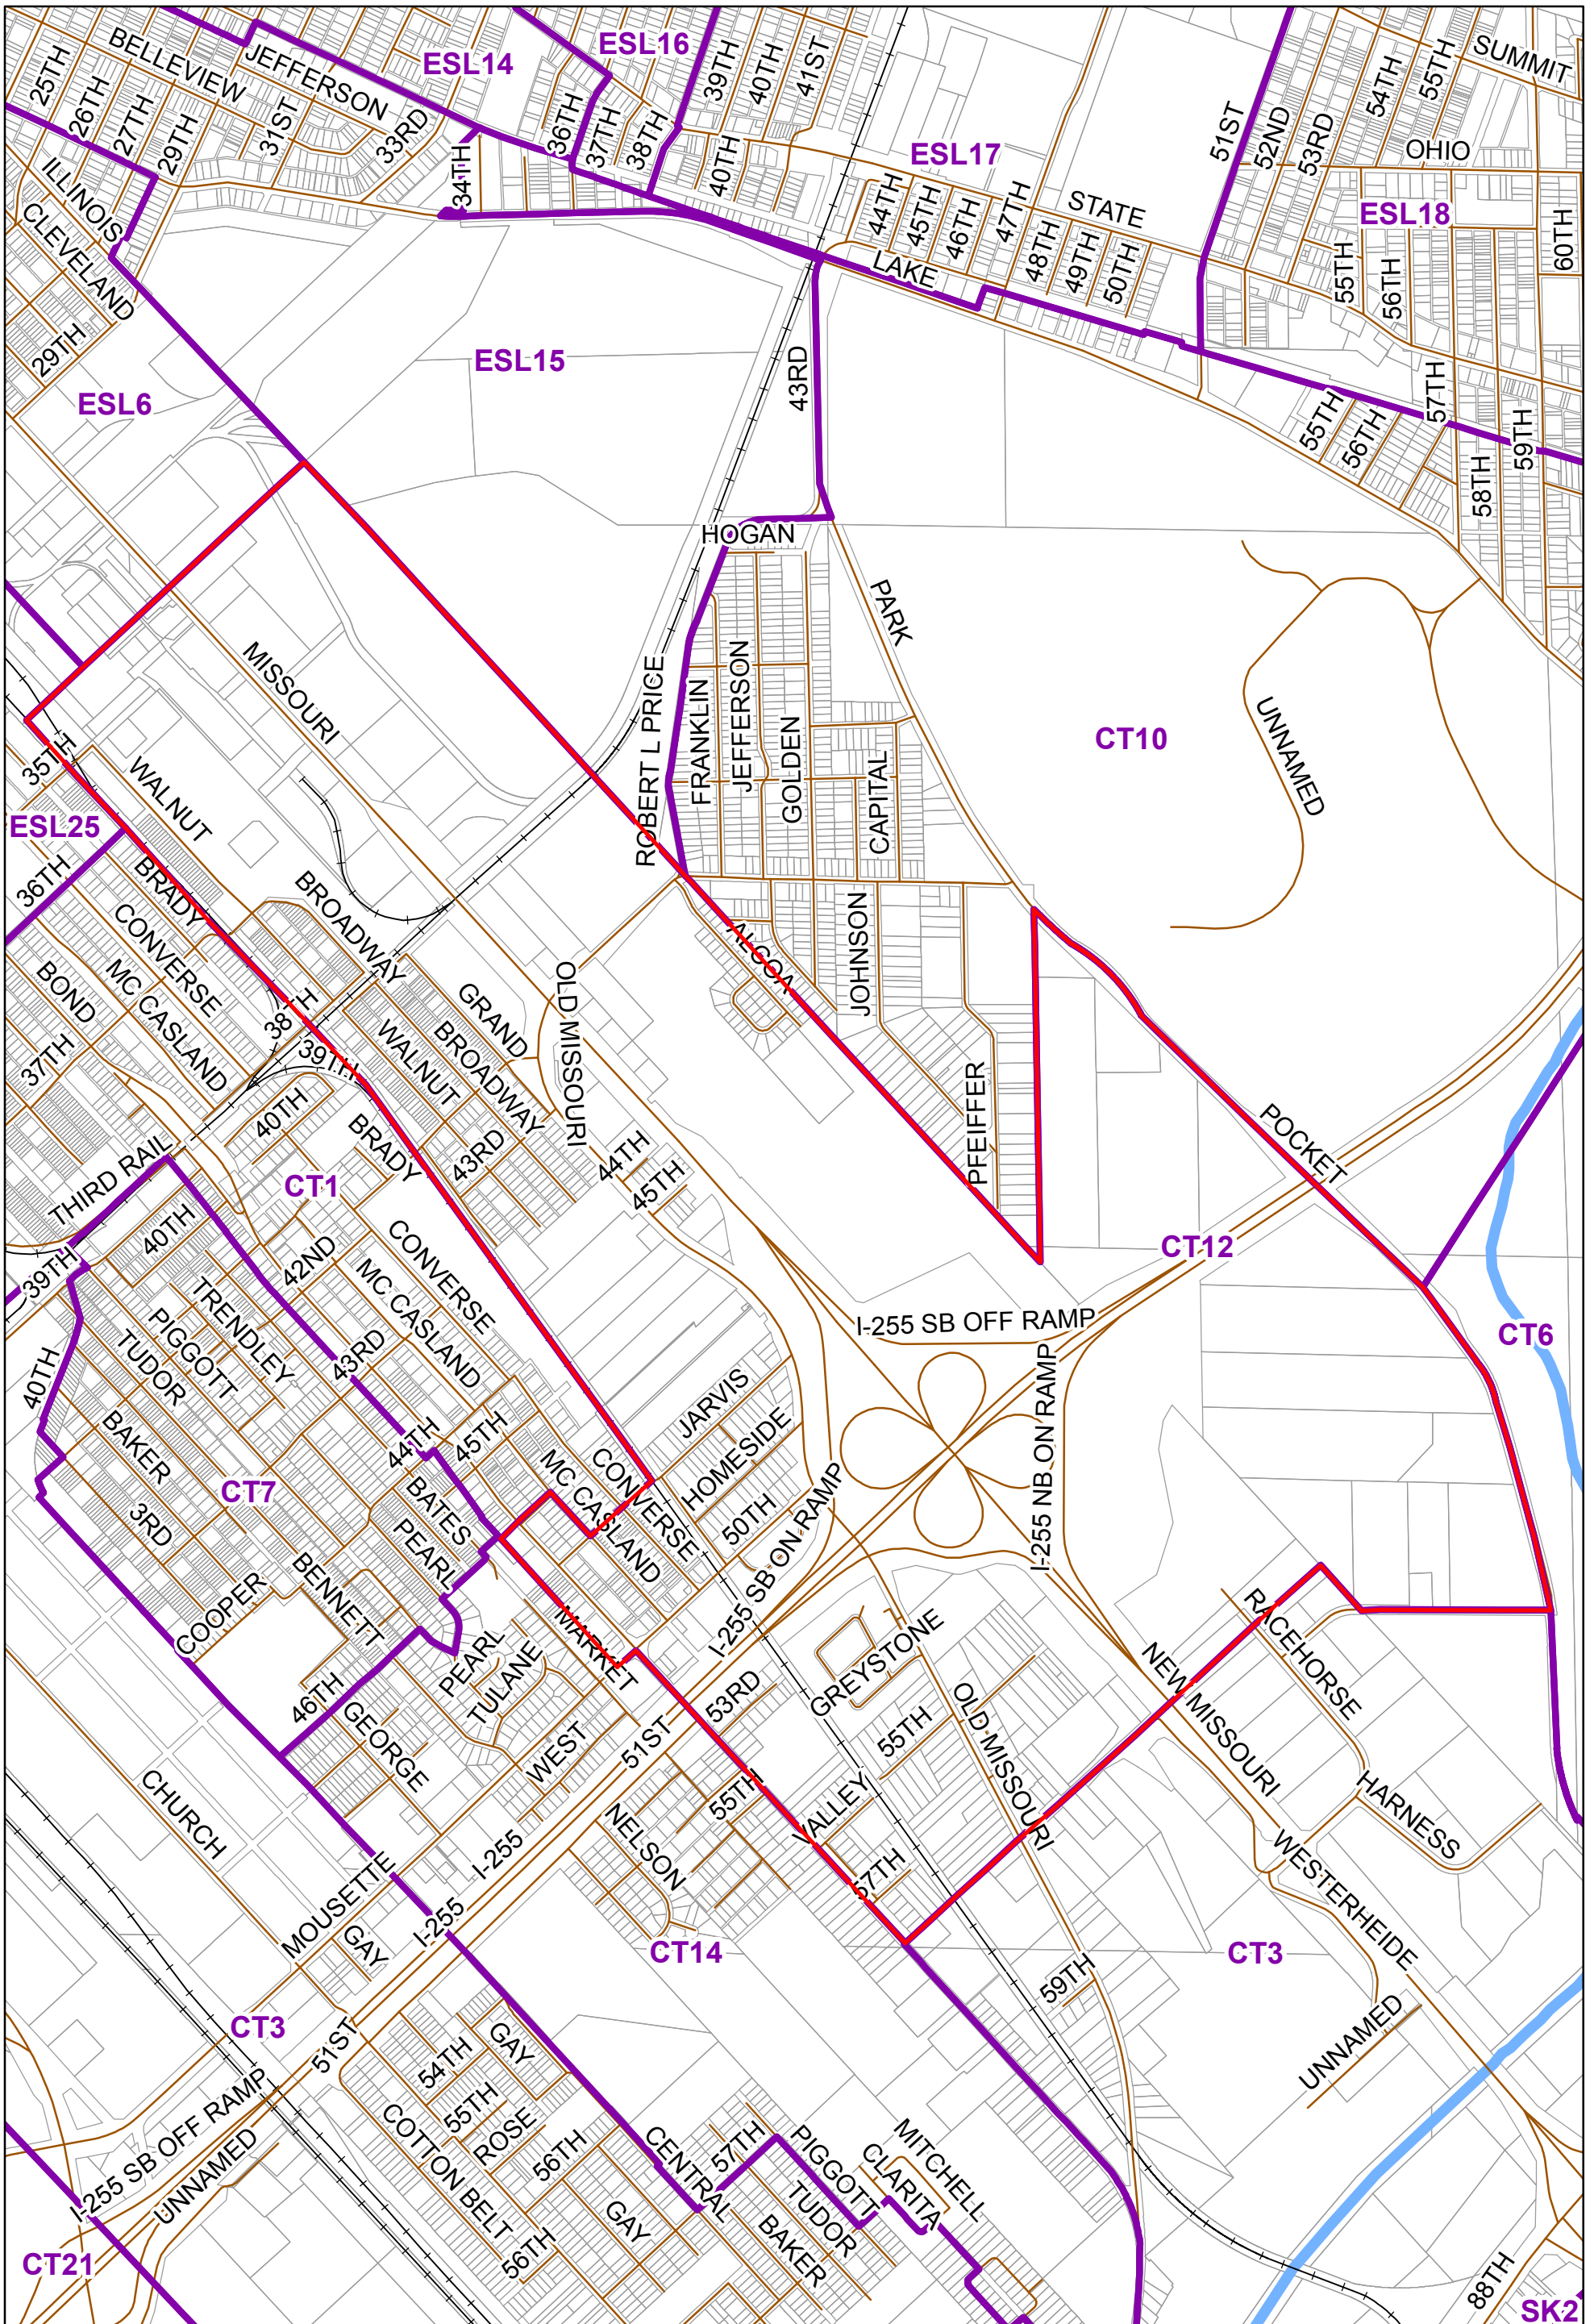 25TH
BELLEVIEW
JEFFERSON
ESL14
ESL16
39TH
40TH
41ST
54TH
55TH
SUMMIT
26TH
27TH
29TH
31ST
33RD
36TH
37TH
38TH
40TH
34TH
ESL17
51ST
52ND
53RD
OHIO
ESL18
ILLINOIS
CLEVELAND
44TH
45TH
46TH
47TH
STATE
48TH
49TH
50TH
LAKE
55TH
56TH
60TH
29TH
ESL6
ESL15
43RD
55TH
56TH
57TH
58TH
59TH
HOGAN
PARK
MISSOURI
ROBERT L PRICE
FRANKLIN
JEFFERSON
GOLDEN
CAPITAL
CT10
UNNAMED
35TH
WALNUT
ESL25
36TH
BRADY
CONVERSE
BROADWAY
BOND
MC CASLAND
37TH
38TH
39TH
ALCOA
JOHNSON
OLD MISSOURI
GRAND
BROADWAY
WALNUT
PFEIFFER
40TH
BRADY
43RD
44TH
45TH
POCKET
THIRD RAIL
CT1
40TH
39TH
42ND
CONVERSE
MC CASLAND
CT12
TRENDLEY
PIGGOTT
TUDOR
43RD
I-255 SB OFF RAMP
CT6
40TH
BAKER
44TH
45TH
JARVIS
HOMESIDE
I-255 NB ON RAMP
CT7
3RD
BATES
PEARL
MC CASLAND
CONVERSE
50TH
I-255 SB ON RAMP
COOPER
BENNETT
MARKET
PEARL
TULANE
GREYSTONE
RACEHORSE
46TH
GEORGE
WEST
51ST
53RD
55TH
OLD MISSOURI
NEW MISSOURI
CHURCH
55TH
VALLEY
NELSON
HARNESS
I-255
57TH
MOUSETTE
I-255
GAY
WESTERHEIDE
CT14
CT3
59TH
CT3
51ST
UNNAMED
54TH
GAY
55TH
ROSE
I-255 SB OFF RAMP
UNNAMED
COTTON BELT
56TH
CENTRAL
57TH
PIGGOTT
CLARITA
MITCHELL
GAY
56TH
TUDOR
BAKER
CT21
88TH
SK2